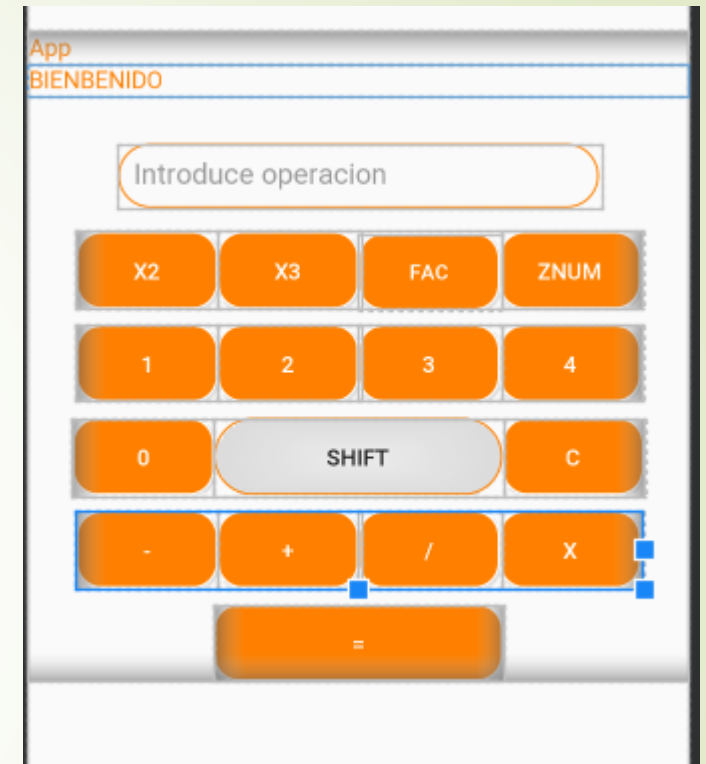 App
BIENBENIDO
Introduce operacion
X2 X3 FAC ZNUM
1 2 3 4
0 SHIFT C
- + / X
=